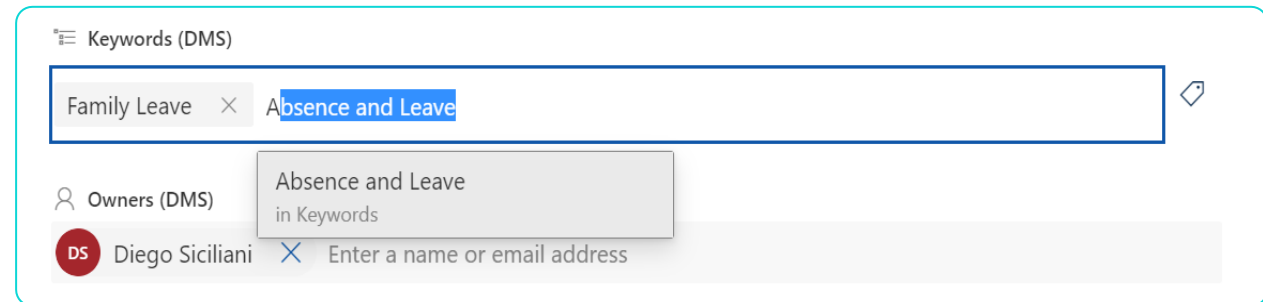 Keywords (DMS)
Family Leave Absence and Leave
Absence and Leave
in Keywords
Owners (DMS)
DS Diego Siciliani Enter a name or email address